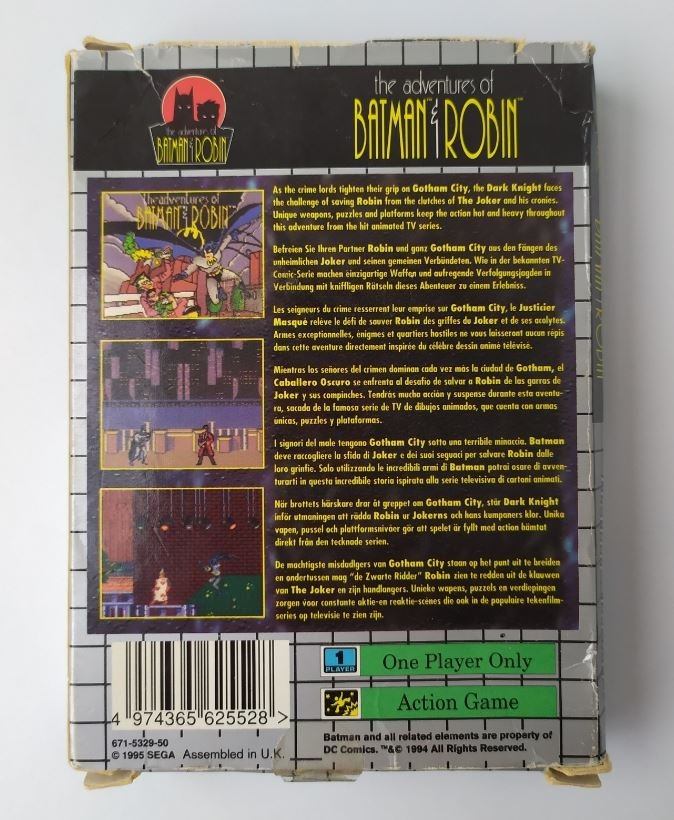 the adventures of
BATMAN & ROBIN
the adventures of
BATMAN™ & ROBIN™
the adventures of
BATMAN & ROBIN
As the crime lords tighten their grip on Gotham City, the Dark Knight faces
the challenge of saving Robin from the clutches of The Joker and his cronies.
Unique weapons, puzzles and platforms keep the action hot and heavy throughout
this adventure from the hit animated TV series.
Befreien Sie Ihren Partner Robin und ganz Gotham City aus den Fängen des
unheimlichen Joker und seinen gemeinen Verbündeten. Wie in der bekannten TV-
Comic-Serie machen einzigartige Waffen und aufregende Verfolgungsjagden in
Verbindung mit kniffligen Rätseln dieses Abenteuer zu einem Erlebniss.
Les seigneurs du crime resserrent leur emprise sur Gotham City, le Justicier
Masqué relève le défi de sauver Robin des griffes du Joker et de ses acolytes.
Armes exceptionnelles, énigmes et quartiers hostiles ne vous laisseront aucun répis
dans cette aventure directement inspirée du célèbre dessin animé télévisé.
Mientras los señores del crimen dominan cada vez más la ciudad de Gotham, el
Caballero Oscuro se enfrenta al desafío de salvar a Robin de las garras de
Joker y sus compinches. Tendrás mucha acción y suspense durante esta aventu-
ra, sacada de la famosa serie de TV de dibujos animados, que cuenta con armas
únicas, puzzles y plataformas.
I signori del male tengono Gotham City sotto una terribile minaccia. Batman
deve raccogliere la sfida di Joker e dei suoi seguaci per salvare Robin dalle
loro grinfie. Solo utilizzando le incredibili armi di Batman potrai osare di avven-
turarti in questa incredibile storia ispirata alla serie televisiva di cartoni animati.
När brottets härskare drar åt greppet om Gotham City, står Dark Knight
inför utmaningen att rädda Robin ur Jokerns och hans kumpaners klor. Unika
vapen, pussel och plattformsnivåer gör att spelet är fyllt med action hämtat
direkt från den tecknade serien.
De machtigste misdadigers van Gotham City staan op het punt uit te breiden
en ondertussen mag "de Zwarte Ridder" Robin zien te redden uit de klauwen
van The Joker en zijn handlangers. Unieke wapens, puzzels en verdiepingen
zorgen voor constante aktie-en reaktie-scènes die ook in de populaire tekenfilm-
series op televisie te zien zijn.
1
PLAYER
One Player Only
Action Game
4 974365 625528 >
671-5329-50
© 1995 SEGA Assembled in U.K.
Batman and all related elements are property of
DC Comics. ™&© 1994 All Rights Reserved.